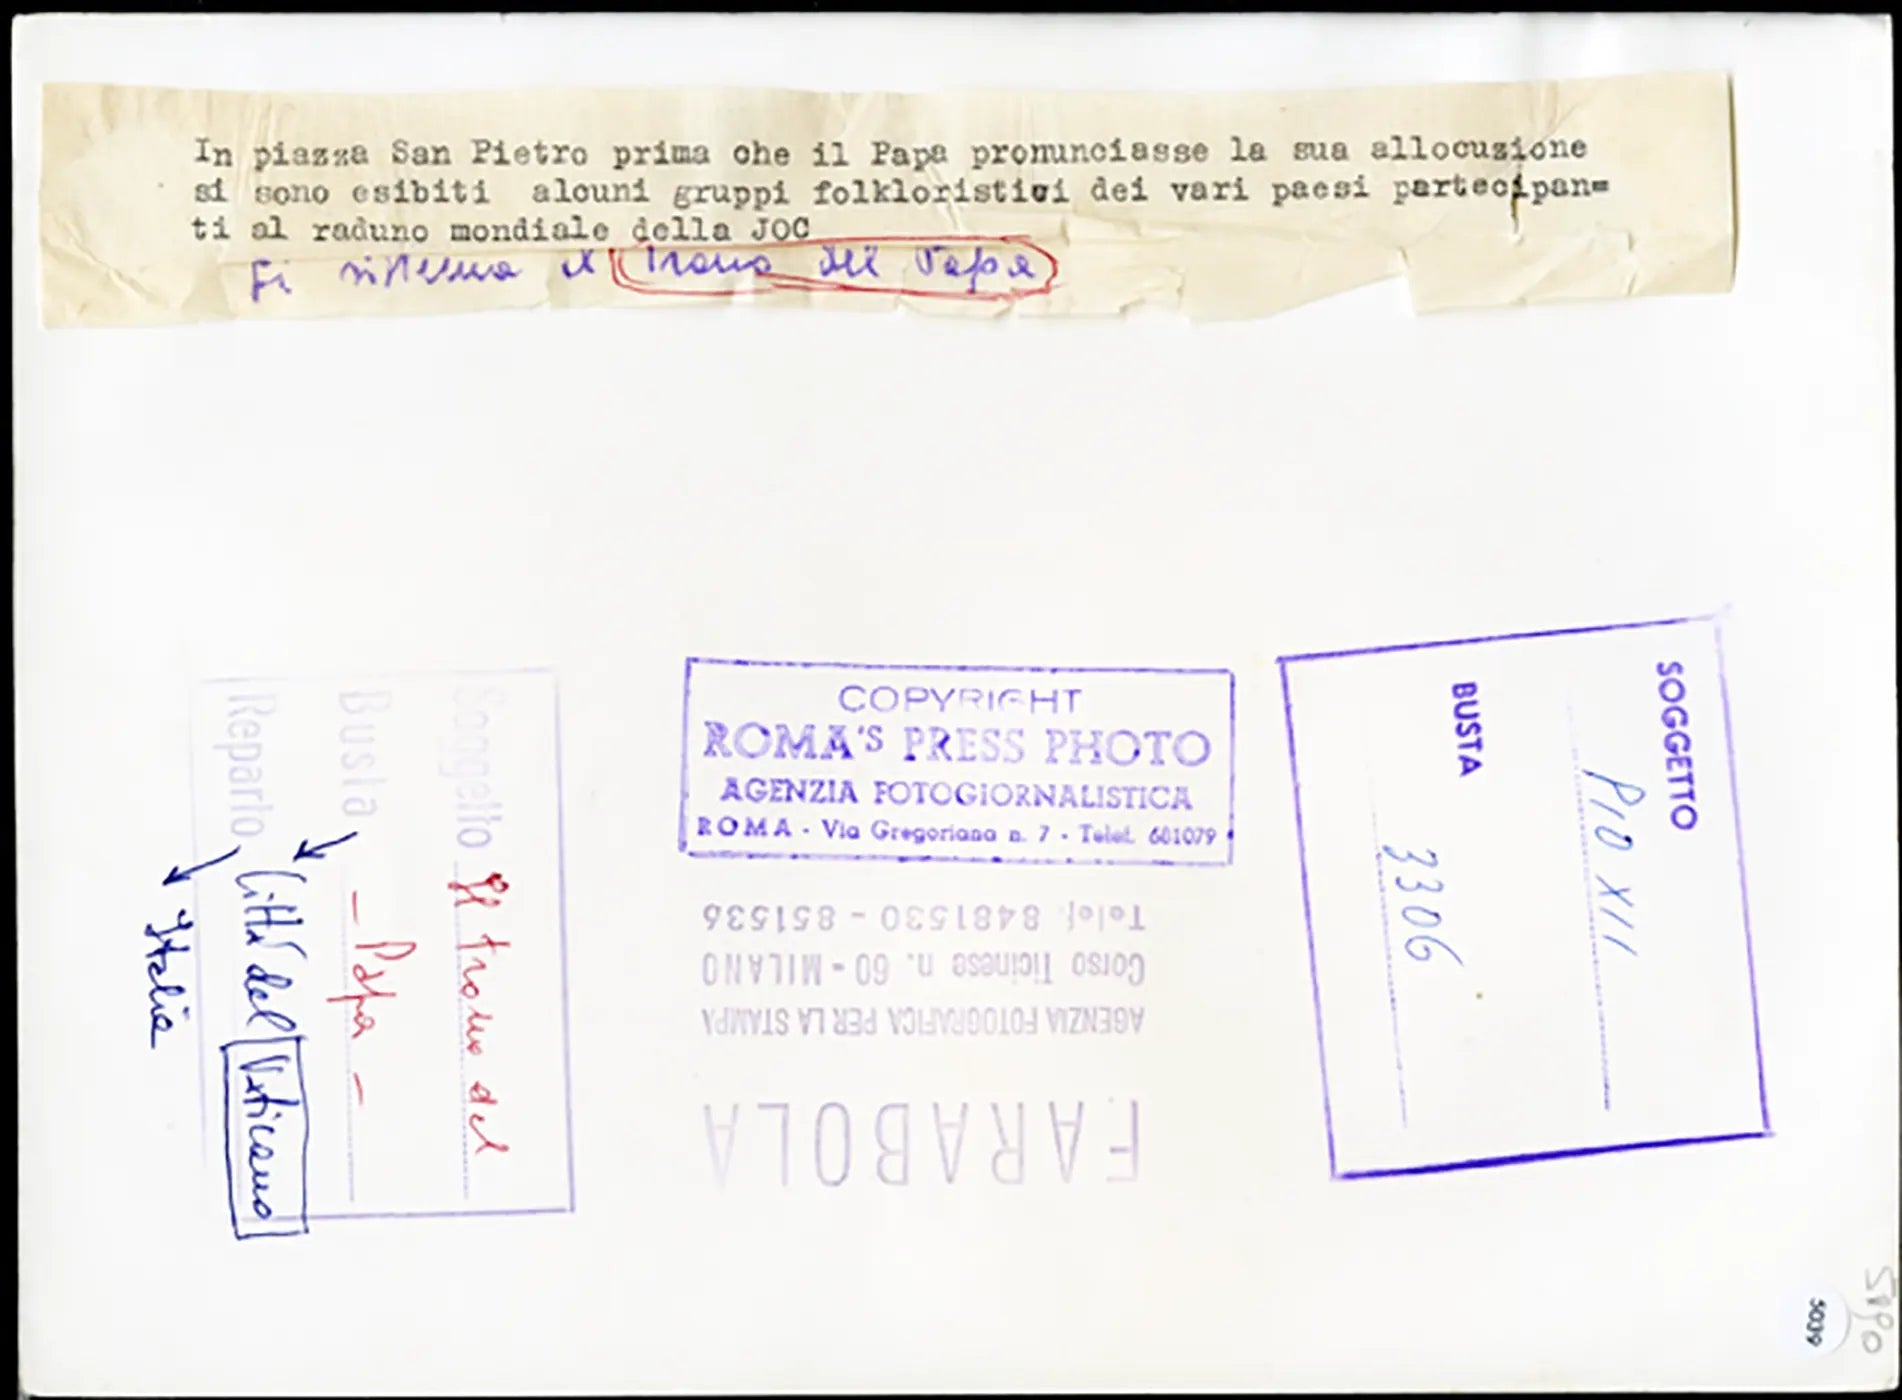 In piazza San Pietro prima che il Papa pronunciasse la sua allocuzione
si sono esibiti alcuni gruppi folkloristici dei vari paesi partecipan=
ti al raduno mondiale della JOC
Si sistema il trono del Papa
COPYRIGHT
ROMA'S PRESS PHOTO
AGENZIA FOTOGIORNALISTICA
ROMA - Via Gregoriana n. 7 - Telef. 681079
SOGGETTO
PIO XII
BUSTA
3306
Soggetto Il trono del
Busta - Papa -
Reparto Città del Vaticano
Italia
FARABOLA
AGENZIA FOTOGRAFICA PER LA STAMPA
Corso Ticinese n. 60 - MILANO
Telef. 8481530 - 851536
5039